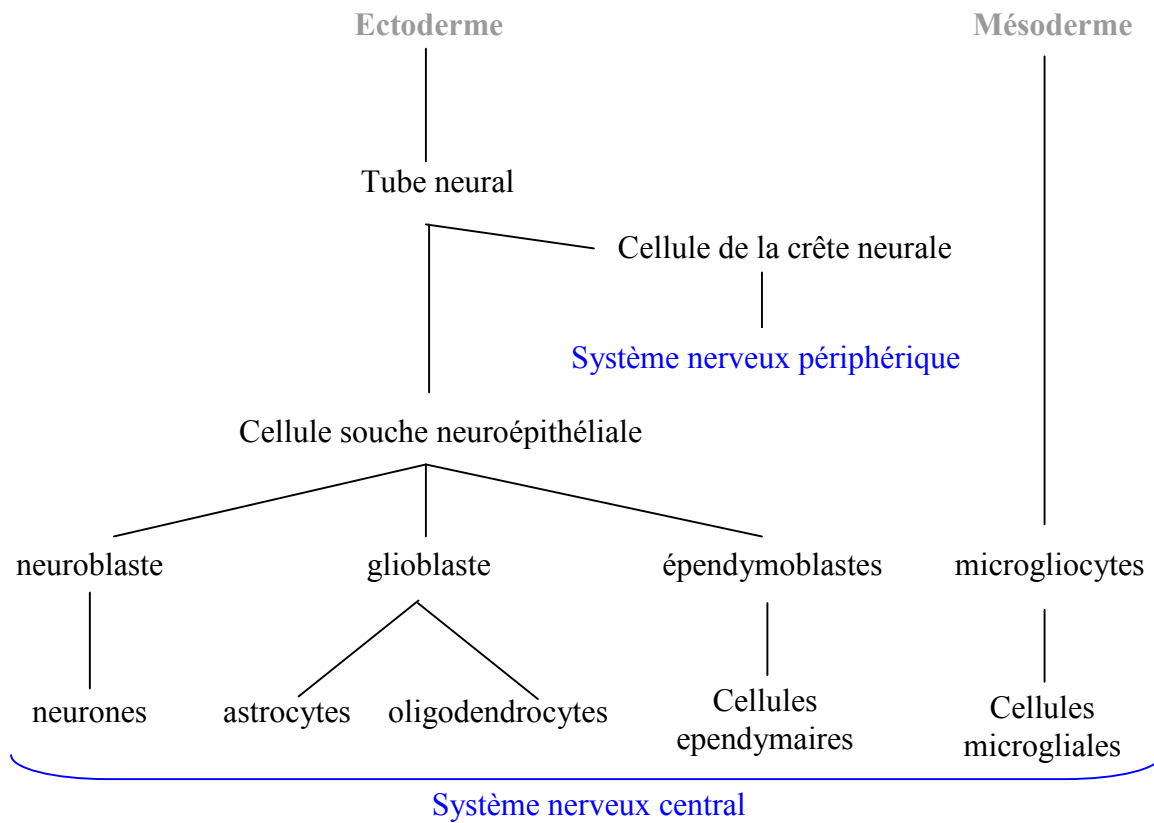 Ectoderme
Mésoderme
Tube neural
Cellule de la crête neurale
Système nerveux périphérique
Cellule souche neuroépithéliale
neuroblaste
glioblaste
épendymoblastes
microgliocytes
neurones
astrocytes
oligodendrocytes
Cellules
ependymaires
Cellules
microgliales
Système nerveux central